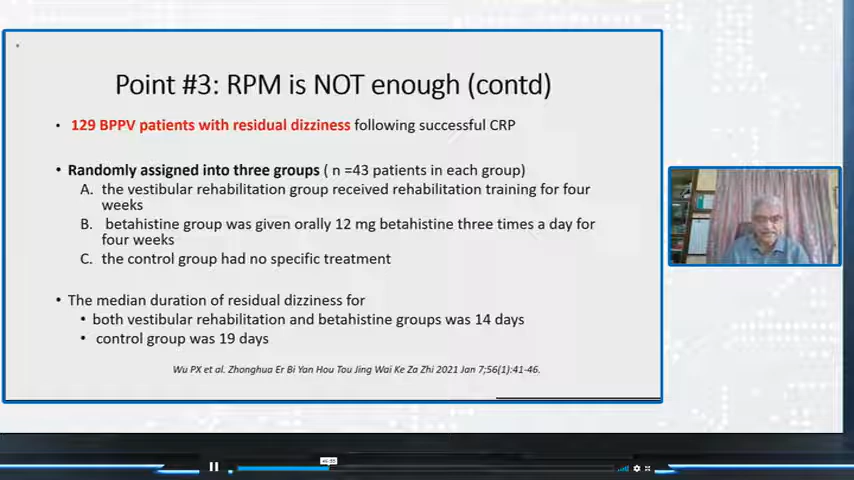 Point #3: RPM is NOT enough (contd)
• 129 BPPV patients with residual dizziness following successful CRP
• Randomly assigned into three groups ( n =43 patients in each group)
A. the vestibular rehabilitation group received rehabilitation training for four
weeks
B. betahistine group was given orally 12 mg betahistine three times a day for
four weeks
C. the control group had no specific treatment
• The median duration of residual dizziness for
• both vestibular rehabilitation and betahistine groups was 14 days
• control group was 19 days
Wu PX et al. Zhonghua Er Bi Yan Hou Tou Jing Wai Ke Za Zhi 2021 Jan 7;56(1):41-46.